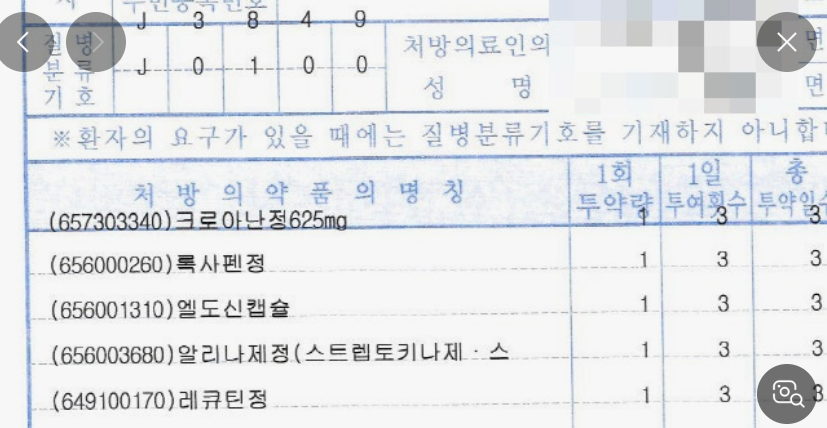 J 3 8 4 9
질 병 J 0 1 0 0 처방의료인의
분 류
기 호 성 명 면
※환자의 요구가 있을 때에는 질병분류기호를 기재하지 아니합
처 방 의 약 품 의 명 칭 1회 투약량 1일 투여횟수 총 투약일수
(657303340)크로아난정625mg 1 3 3
(656000260)록사펜정 1 3 3
(656001310)엘도신캡슐 1 3 3
(656003680)알리나제정(스트렙토키나제·스 1 3 3
(649100170)레큐틴정 1 3 3